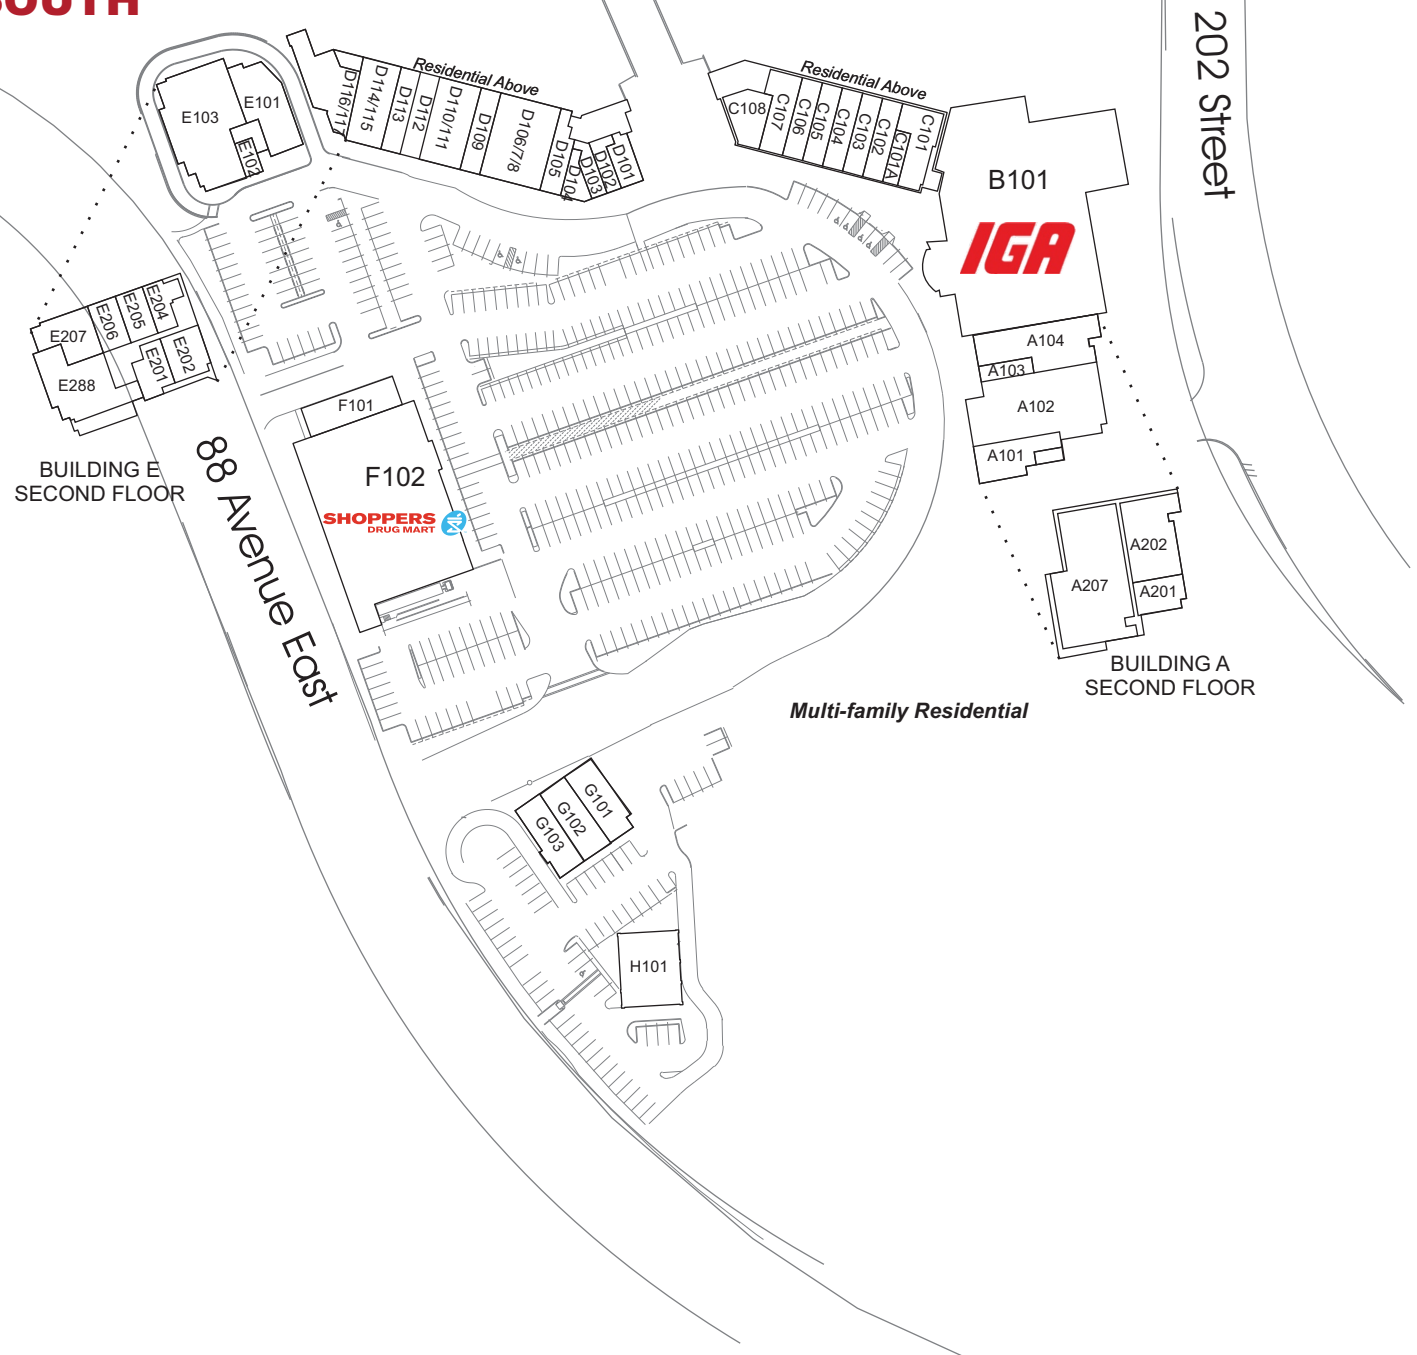 SOUTH
202 Street
Residential Above
Residential Above
E103
E101
E102
D116/117
D114/115
D113
D112
D110/111
D109
D106/7/8
D105
D104
D103
D102
D101
C108
C107
C106
C105
C104
C103
C102
C101A
C101
B101
IGA
E207
E206
E205
E204
E201
E202
E288
BUILDING E
SECOND FLOOR
88 Avenue East
F101
F102
SHOPPERS
DRUG MART
A104
A103
A102
A101
A202
A207
A201
BUILDING A
SECOND FLOOR
Multi-family Residential
G101
G102
G103
H101